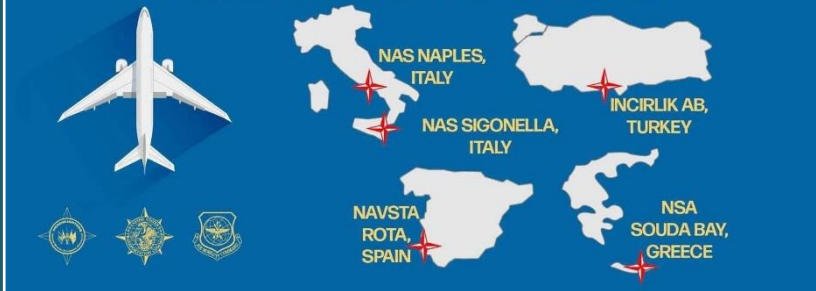 NAS NAPLES,
ITALY
INCIRLIK AB,
TURKEY
NAS SIGONELLA,
ITALY
NAVSTA
ROTA,
SPAIN
NSA
SOUDA BAY,
GREECE